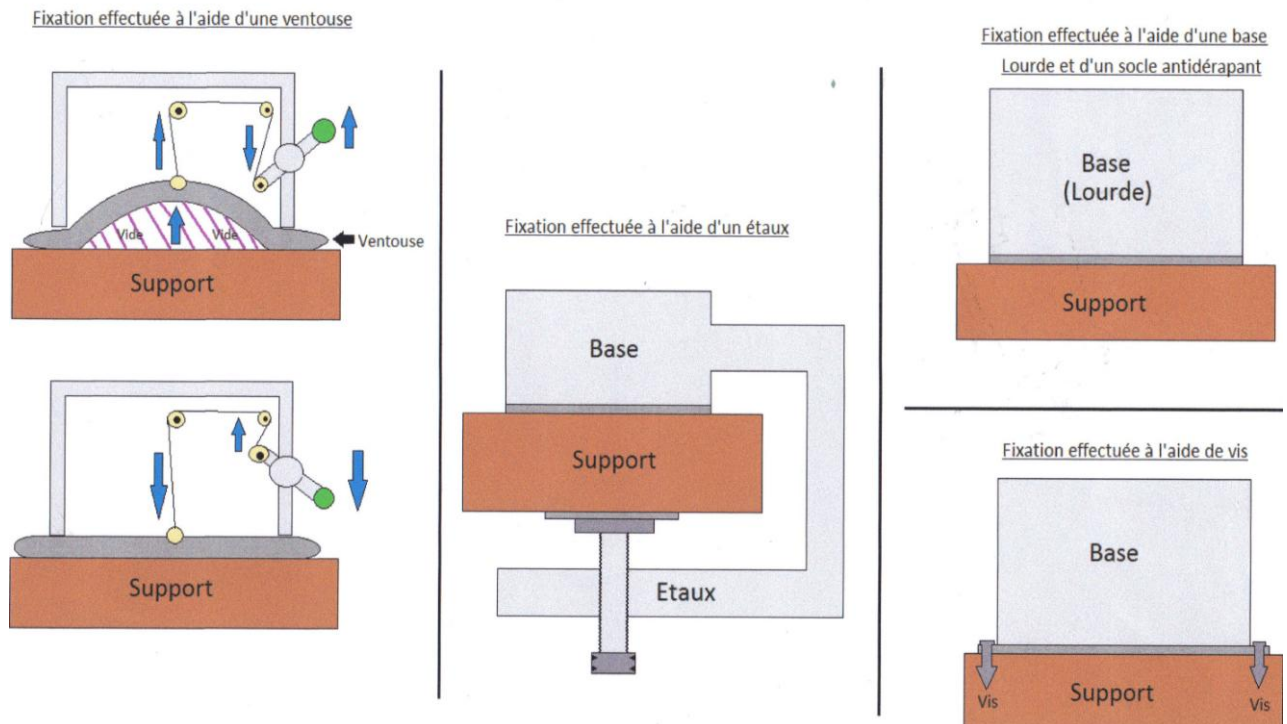 Fixation effectuée à l'aide d'une ventouse
Vide
Vide
Ventouse
Support
Support
Fixation effectuée à l'aide d'un étaux
Base
Support
Etaux
Fixation effectuée à l'aide d'une base
Lourde et d'un socle antidérapant
Base
(Lourde)
Support
Fixation effectuée à l'aide de vis
Base
Vis
Support
Vis